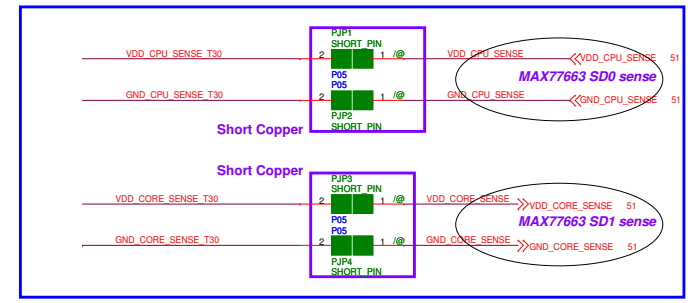 PJP1
SHORT_PIN
VDD_CPU_SENSE_T30 2 1 /@ VDD_CPU_SENSE VDD_CPU_SENSE 51
P05
MAX77663 SD0 sense
P05
GND_CPU_SENSE_T30 2 1 /@ GND_CPU_SENSE GND_CPU_SENSE 51
PJP2
Short Copper SHORT_PIN
Short Copper
PJP3
SHORT_PIN
VDD_CORE_SENSE_T30 2 1 /@ VDD_CORE_SENSE VDD_CORE_SENSE 51
P05
MAX77663 SD1 sense
P05
GND_CORE_SENSE_T30 2 1 /@ GND_CORE_SENSE GND_CORE_SENSE 51
PJP4
SHORT_PIN